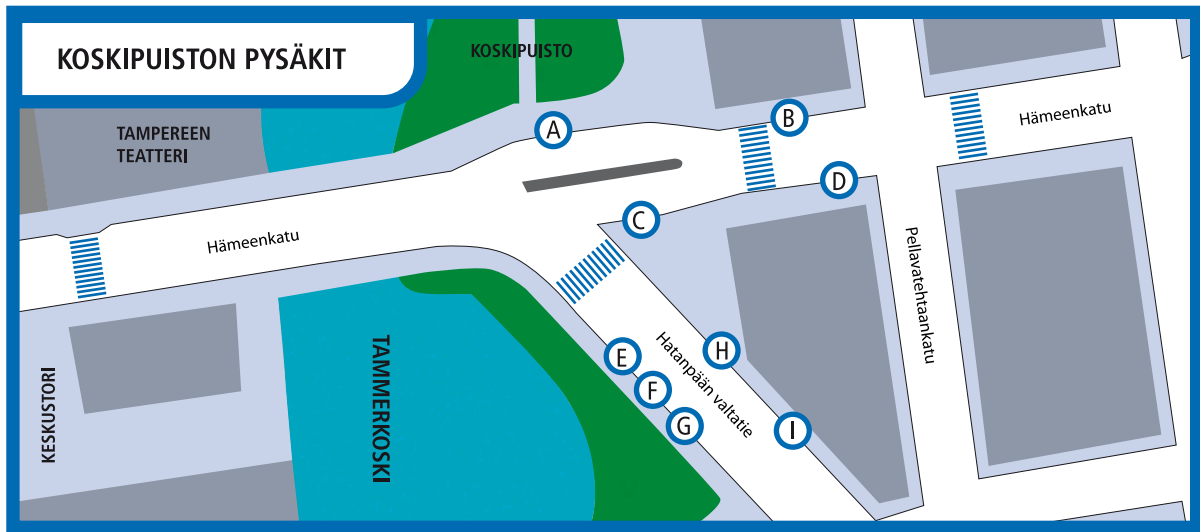 KOSKIPUISTON PYSÄKIT
KOSKIPUISTO
TAMPEREEN
TEATTERI
A
B
Hämeenkatu
D
C
Hämeenkatu
Pellavatehtaankatu
KESKUSTORI
TAMMERKOSKI
E
F
G
Hatanpään valtatie
H
I